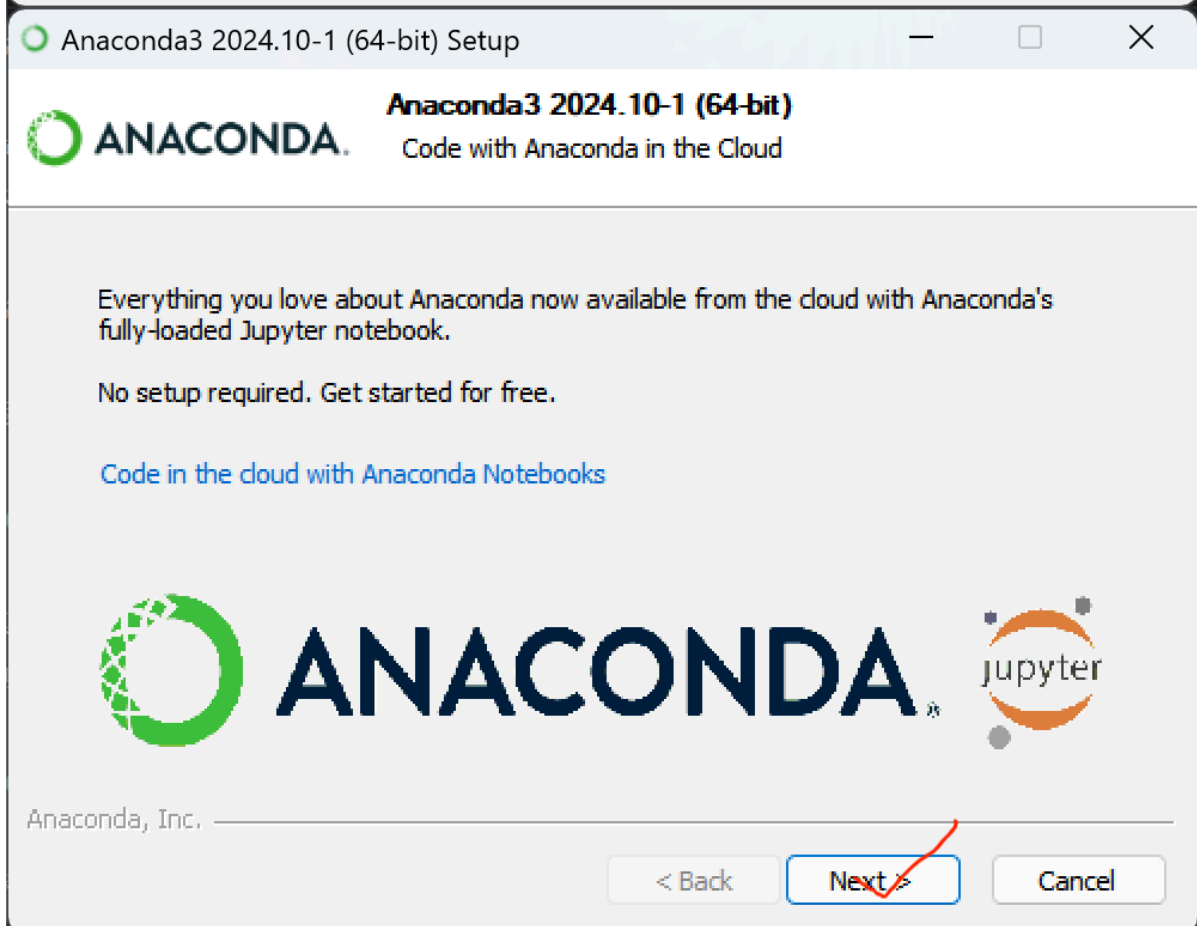 Anaconda3 2024.10-1 (64-bit) Setup
Anaconda3 2024.10-1 (64-bit)
ANACONDA.
Code with Anaconda in the Cloud
Everything you love about Anaconda now available from the cloud with Anaconda's
fully-loaded Jupyter notebook.
No setup required. Get started for free.
Code in the cloud with Anaconda Notebooks
ANACONDA.®
jupyter
Anaconda, Inc.
< Back
Next >
Cancel